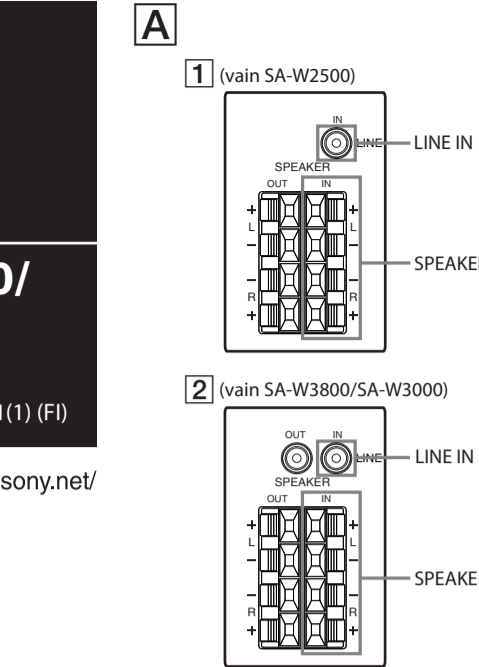 0/
1(1) (FI)
sony.net/
A
1 (vain SA-W2500)
IN
LINE
LINE IN
SPEAKER
OUT IN
+ +
L L
– –
SPEAKE
– –
R R
+ +
2 (vain SA-W3800/SA-W3000)
OUT IN
LINE
LINE IN
SPEAKER
OUT IN
+ +
L L
– –
SPEAKE
– –
R R
+ +